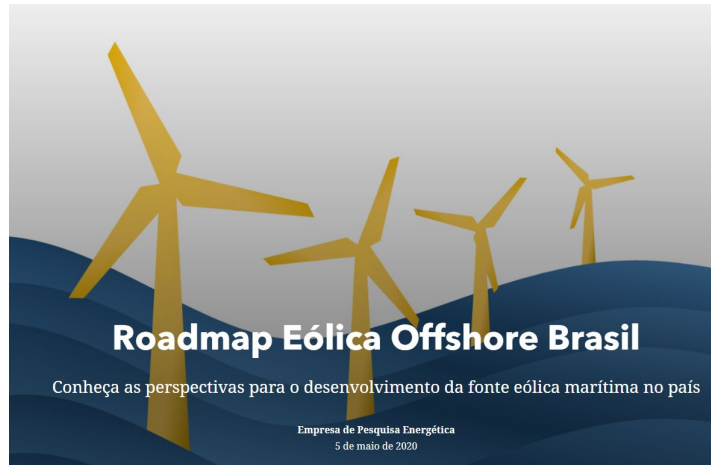 Roadmap Eólica Offshore Brasil
Conheça as perspectivas para o desenvolvimento da fonte eólica marítima no país
Empresa de Pesquisa Energética
5 de maio de 2020